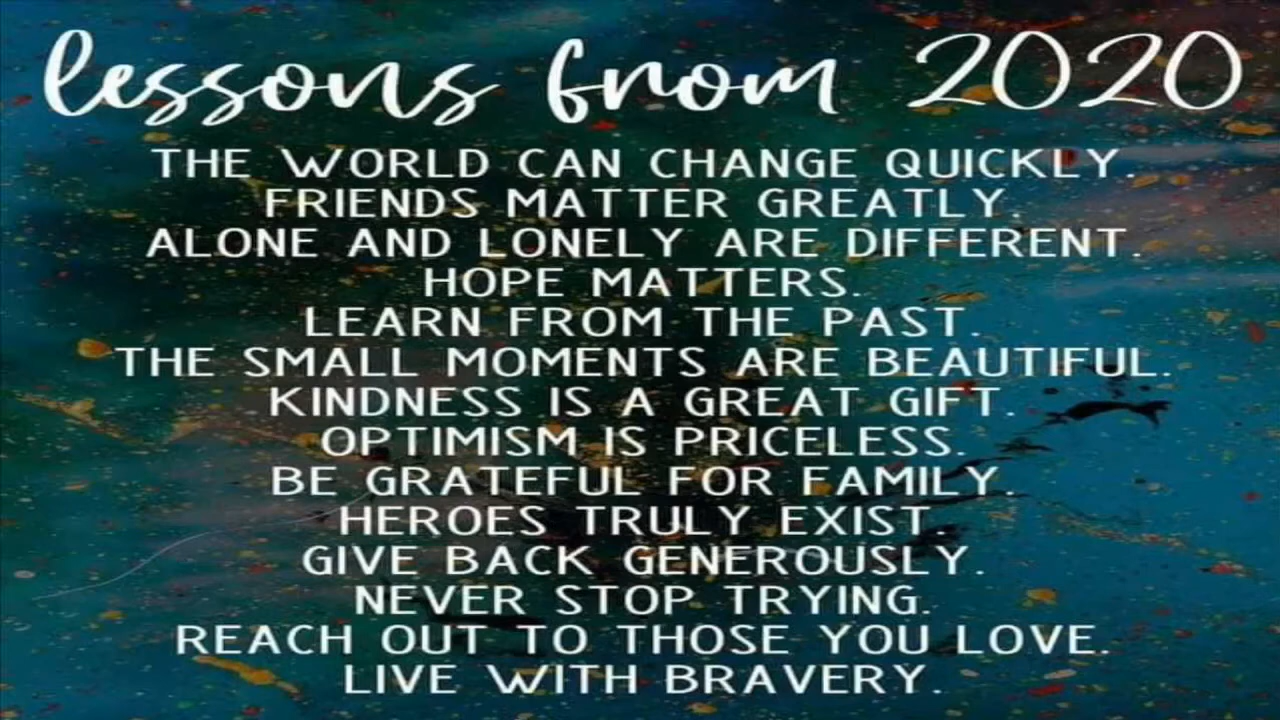 lessons from 2020
THE WORLD CAN CHANGE QUICKLY.
FRIENDS MATTER GREATLY.
ALONE AND LONELY ARE DIFFERENT.
HOPE MATTERS.
LEARN FROM THE PAST.
THE SMALL MOMENTS ARE BEAUTIFUL.
KINDNESS IS A GREAT GIFT.
OPTIMISM IS PRICELESS.
BE GRATEFUL FOR FAMILY.
HEROES TRULY EXIST.
GIVE BACK GENEROUSLY.
NEVER STOP TRYING.
REACH OUT TO THOSE YOU LOVE.
LIVE WITH BRAVERY.